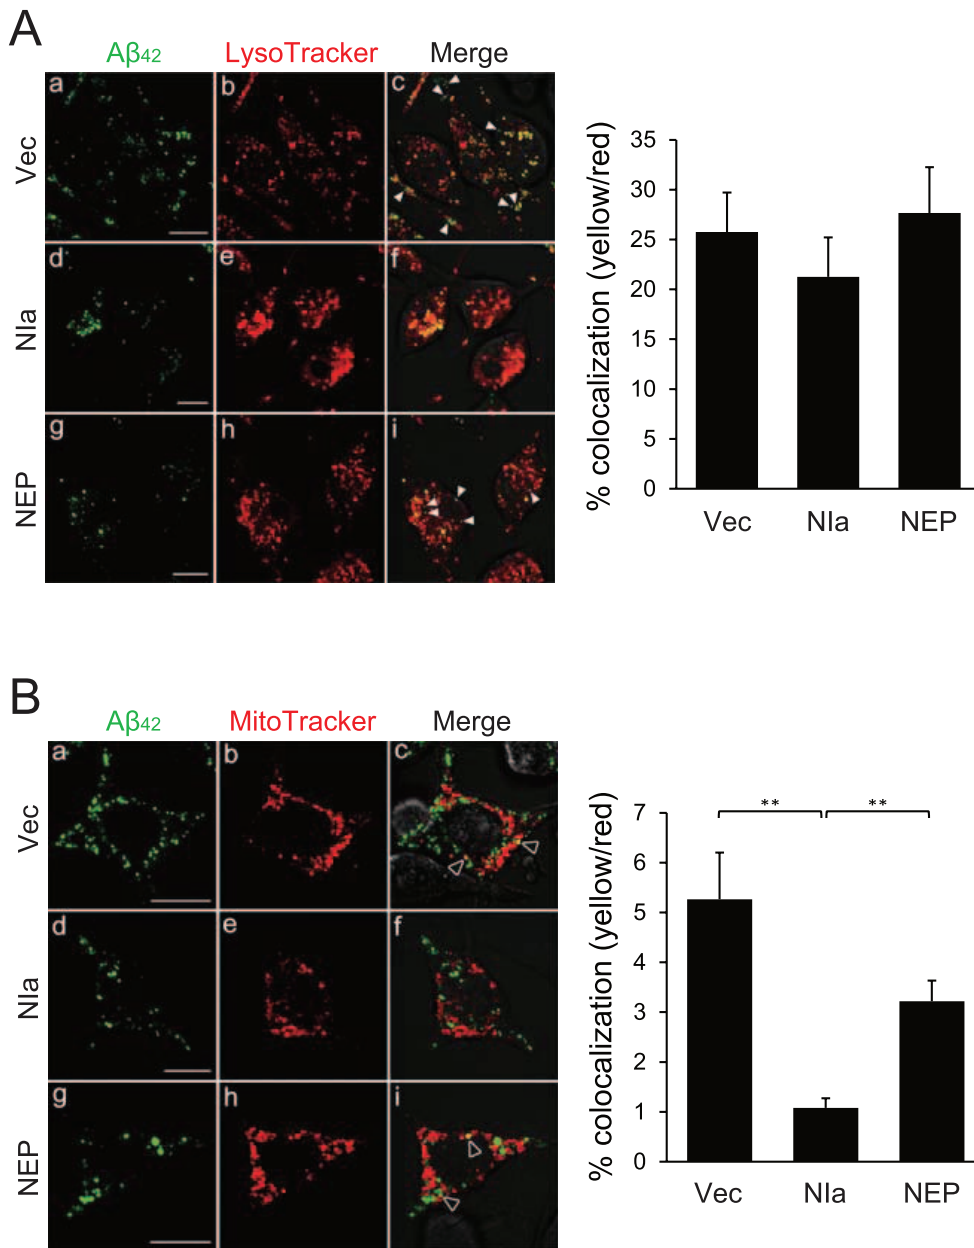 A
Aβ42 LysoTracker Merge
a b c
Vec
d e f
NIa
g h i
NEP
% colocalization (yellow/red)
35
30
25
20
15
10
5
0
Vec NIa NEP
B
Aβ42 MitoTracker Merge
a b c
Vec
d e f
NIa
g h i
NEP
% colocalization (yellow/red)
** **
7
6
5
4
3
2
1
0
Vec NIa NEP